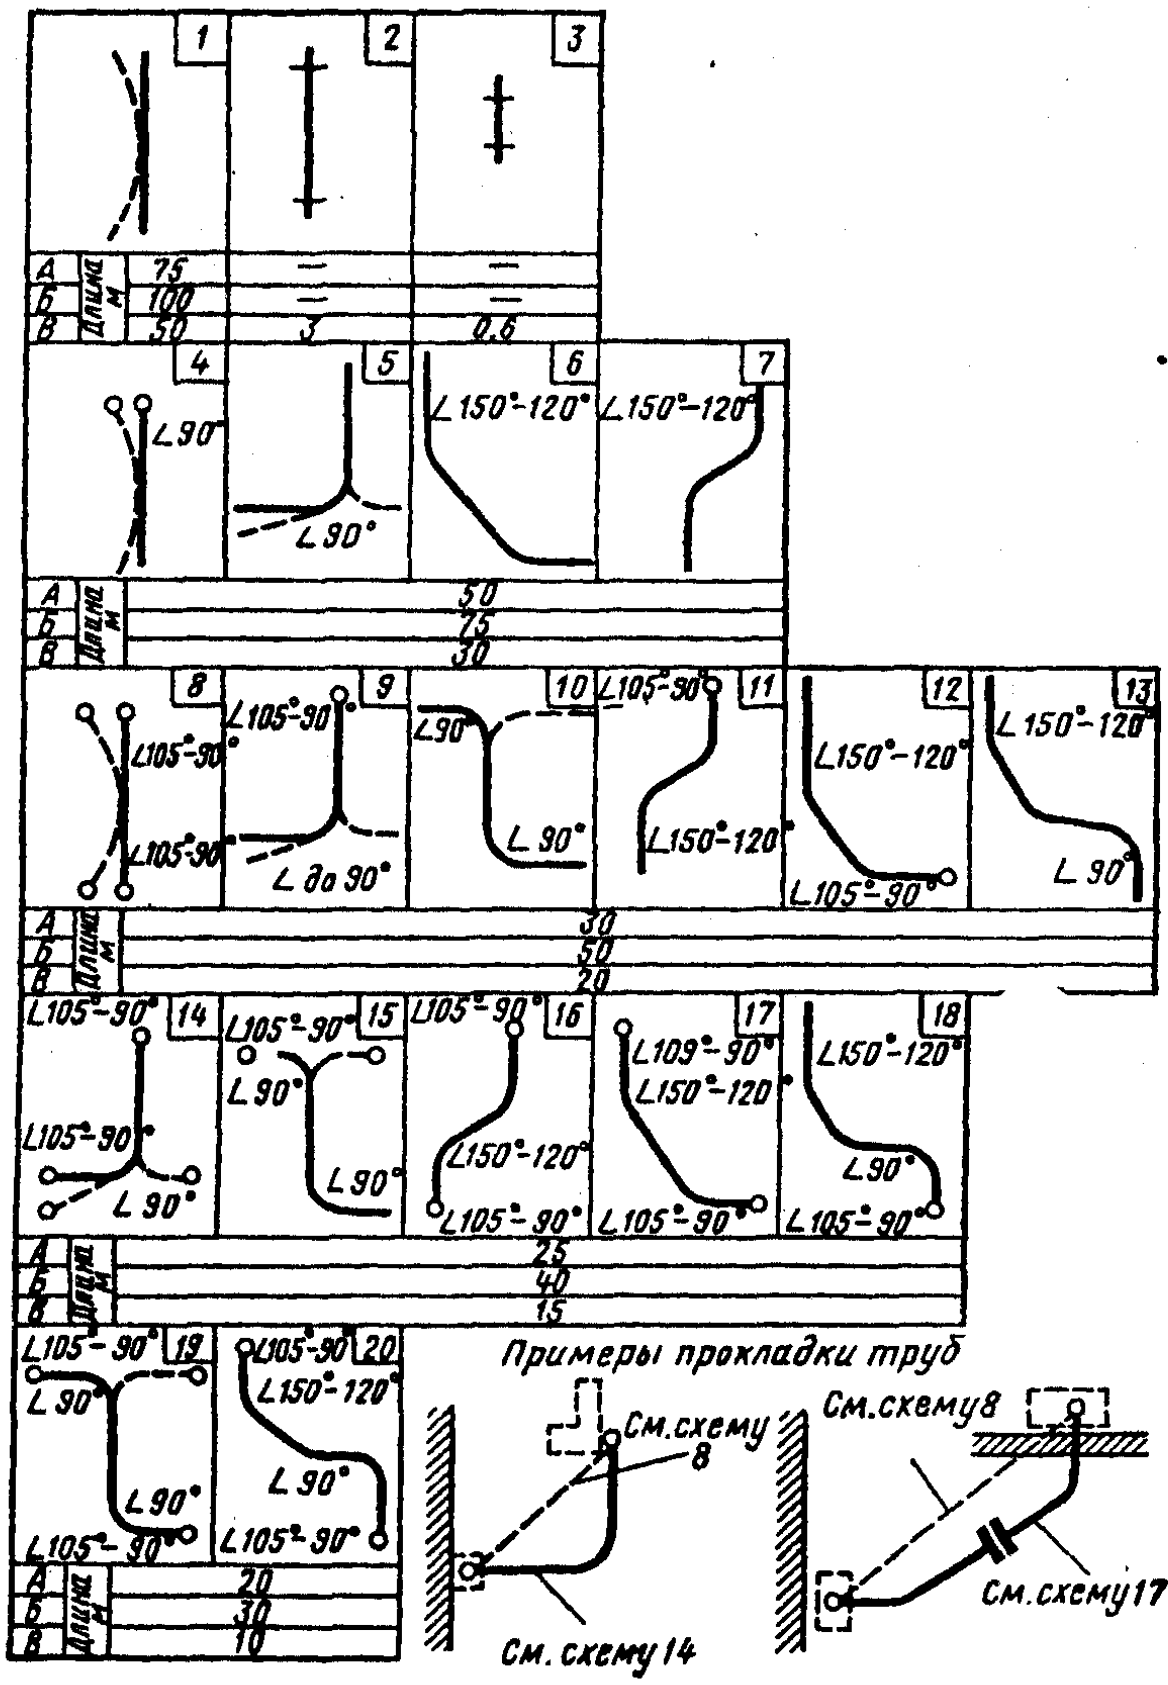 1 2 3
А Длина м 75 — —
Б 100 — —
В 50 3 0.6
4 5 6 7
∠90°
∠90°
∠150°-120°
∠150°-120°
А Длина м 50
Б 75
В 30
8 9 10 11 12 13
∠105°-90°
∠105°-90°
∠105°-90°
∠ до 90°
∠90°
∠90°
∠105°-90°
∠150°-120°
∠150°-120°
∠105°-90°
∠150°-120°
∠90°
А Длина м 30
Б 50
В 20
14 15 16 17 18
∠105°-90°
∠105°-90°
∠90°
∠105°-90°
∠90°
∠90°
∠105°-90°
∠150°-120°
∠105°-90°
∠109°-90°
∠150°-120°
∠105°-90°
∠150°-120°
∠90°
∠105°-90°
А Длина м 25
Б 40
В 15
19 20
∠105°-90°
∠90°
∠90°
∠105°-90°
∠105°-90°
∠150°-120°
∠90°
∠105°-90°
А Длина м 20
Б 30
В 10
Примеры прокладки труб
См.схему
8
См. схему 14
См.схему 8
См.схему 17